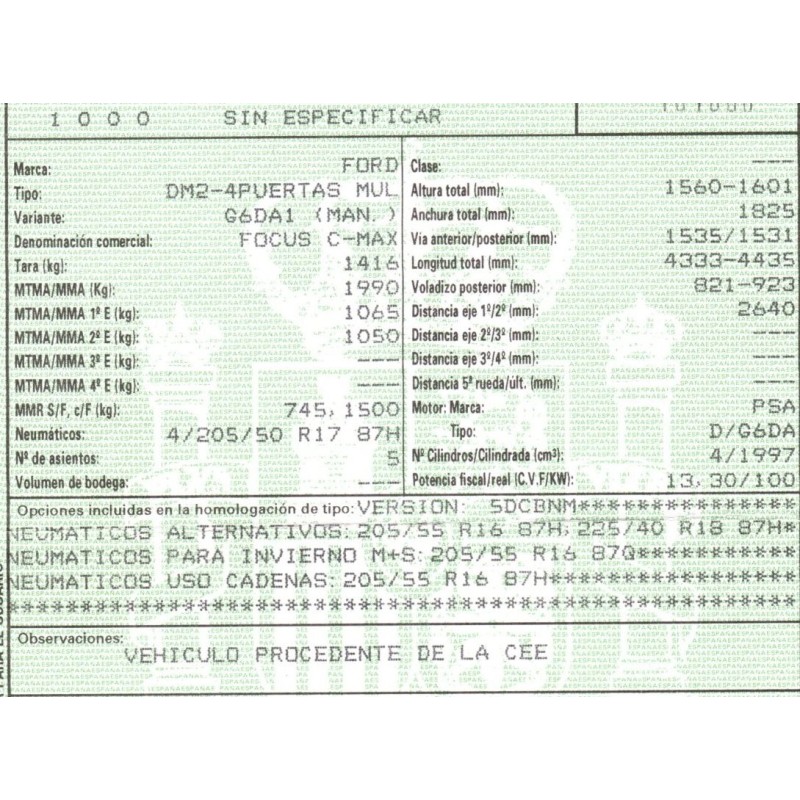 1 0 0 0 SIN ESPECIFICAR
Marca: FORD
Tipo: DM2-4PUERTAS MUL
Variante: G6DA1 (MAN. )
Denominación comercial: FOCUS C-MAX
Tara (kg): 1416
MTMA/MMA (Kg): 1990
MTMA/MMA 1º E (kg): 1065
MTMA/MMA 2º E (kg): 1050
MTMA/MMA 3º E (kg): ---
MTMA/MMA 4º E (kg): ---
MMR S/F, c/F (kg): 745, 1500
Neumáticos: 4/205/50 R17 87H
Nº de asientos: 5
Volumen de bodega: ---
Clase: ---
Altura total (mm): 1560-1601
Anchura total (mm): 1825
Via anterior/posterior (mm): 1535/1531
Longitud total (mm): 4333-4435
Voladizo posterior (mm): 821-923
Distancia eje 1º/2º (mm): 2640
Distancia eje 2º/3º (mm): ---
Distancia eje 3º/4º (mm): ---
Distancia 5ª rueda/últ. (mm): ---
Motor: Marca: PSA
Tipo: D/G6DA
Nº Cilindros/Cilindrada (cm³): 4/1997
Potencia fiscal/real (C.V.F/KW): 13,30/100
Opciones incluidas en la homologación de tipo: VERSION: 5DCBNM******************
NEUMATICOS ALTERNATIVOS: 205/55 R16 87H; 225/40 R18 87H*
NEUMATICOS PARA INVIERNO M+S: 205/55 R16 87Q************
NEUMATICOS USO CADENAS: 205/55 R16 87H******************
********************************************************
Observaciones:
VEHICULO PROCEDENTE DE LA CEE